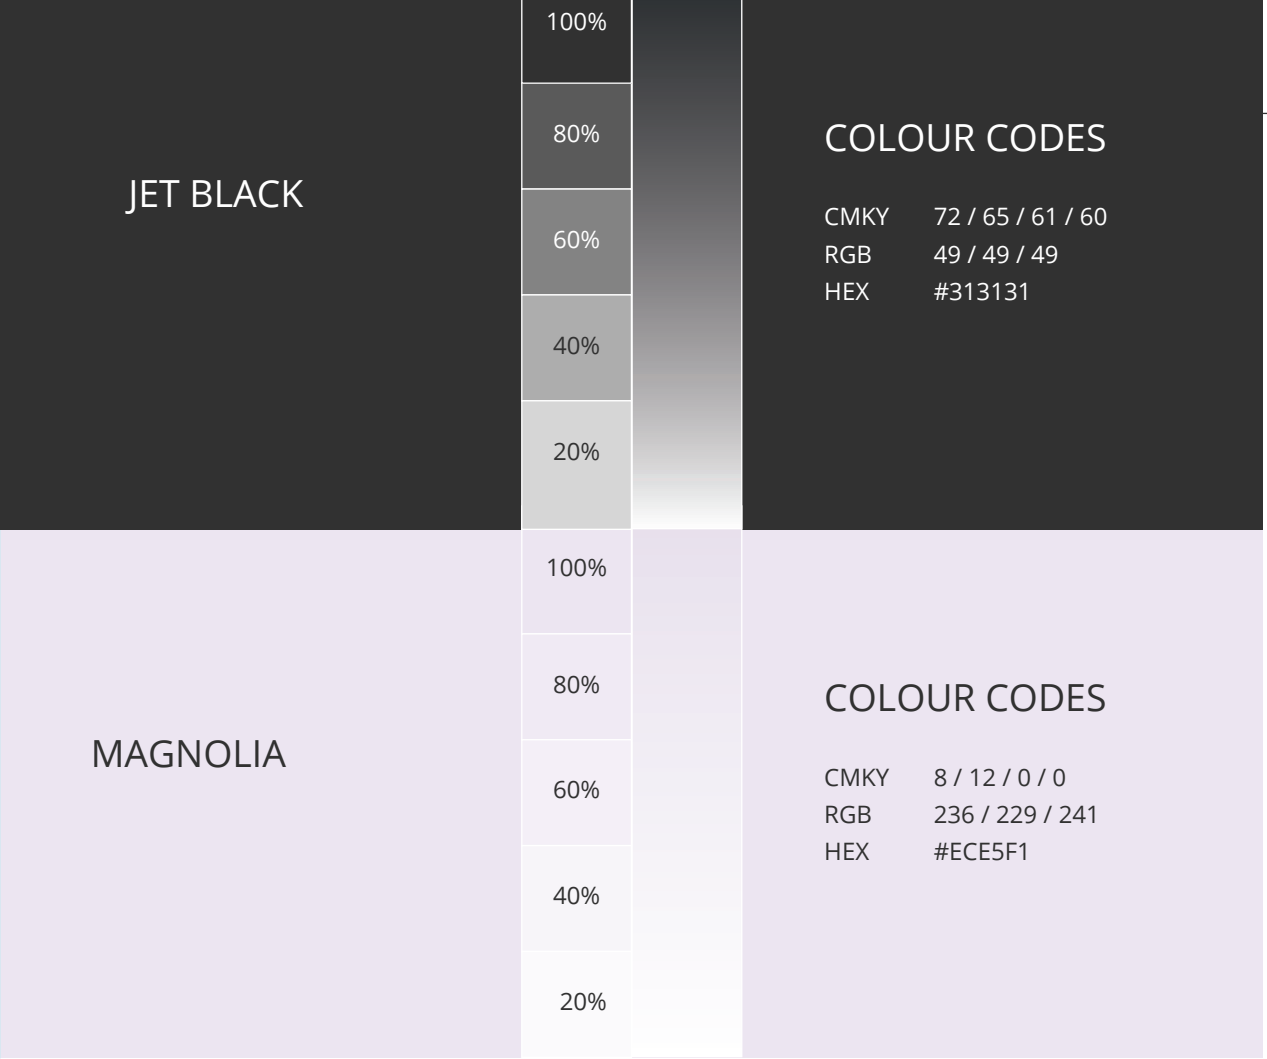 JET BLACK
100%
80%
60%
40%
20%
COLOUR CODES
CMKY 72 / 65 / 61 / 60
RGB 49 / 49 / 49
HEX #313131
MAGNOLIA
100%
80%
60%
40%
20%
COLOUR CODES
CMKY 8 / 12 / 0 / 0
RGB 236 / 229 / 241
HEX #ECE5F1